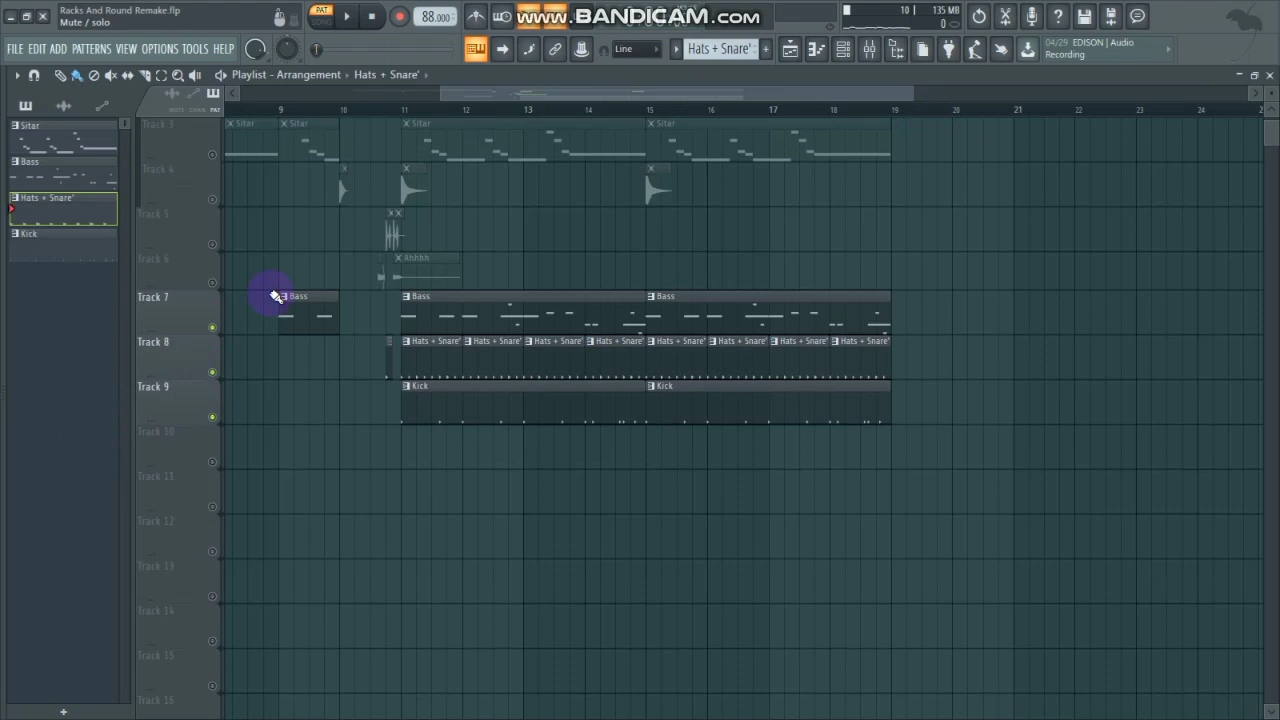 Racks And Round Remake.flp
Mute / solo
PAT
SONG
88.000
www.BANDICAM.com
10
135 MB
0
FILE EDIT ADD PATTERNS VIEW OPTIONS TOOLS HELP
Line
Hats + Snare'
04/29 EDISON | Audio
Recording
Playlist - Arrangement
Hats + Snare'
NOTE CHAN PAT
9 10 11 12 13 14 15 16 17 18 19 20 21 22 23 24 25
Sitar
Bass
Hats + Snare'
Kick
Track 3
Sitar Sitar Sitar Sitar
Track 4
Track 5
Track 6
Ahhhh
Track 7
Bass Bass Bass
Track 8
Hats + Snare' Hats + Snare' Hats + Snare' Hats + Snare' Hats + Snare' Hats + Snare' Hats + Snare' Hats + Snare'
Track 9
Kick Kick
Track 10
Track 11
Track 12
Track 13
Track 14
Track 15
Track 16